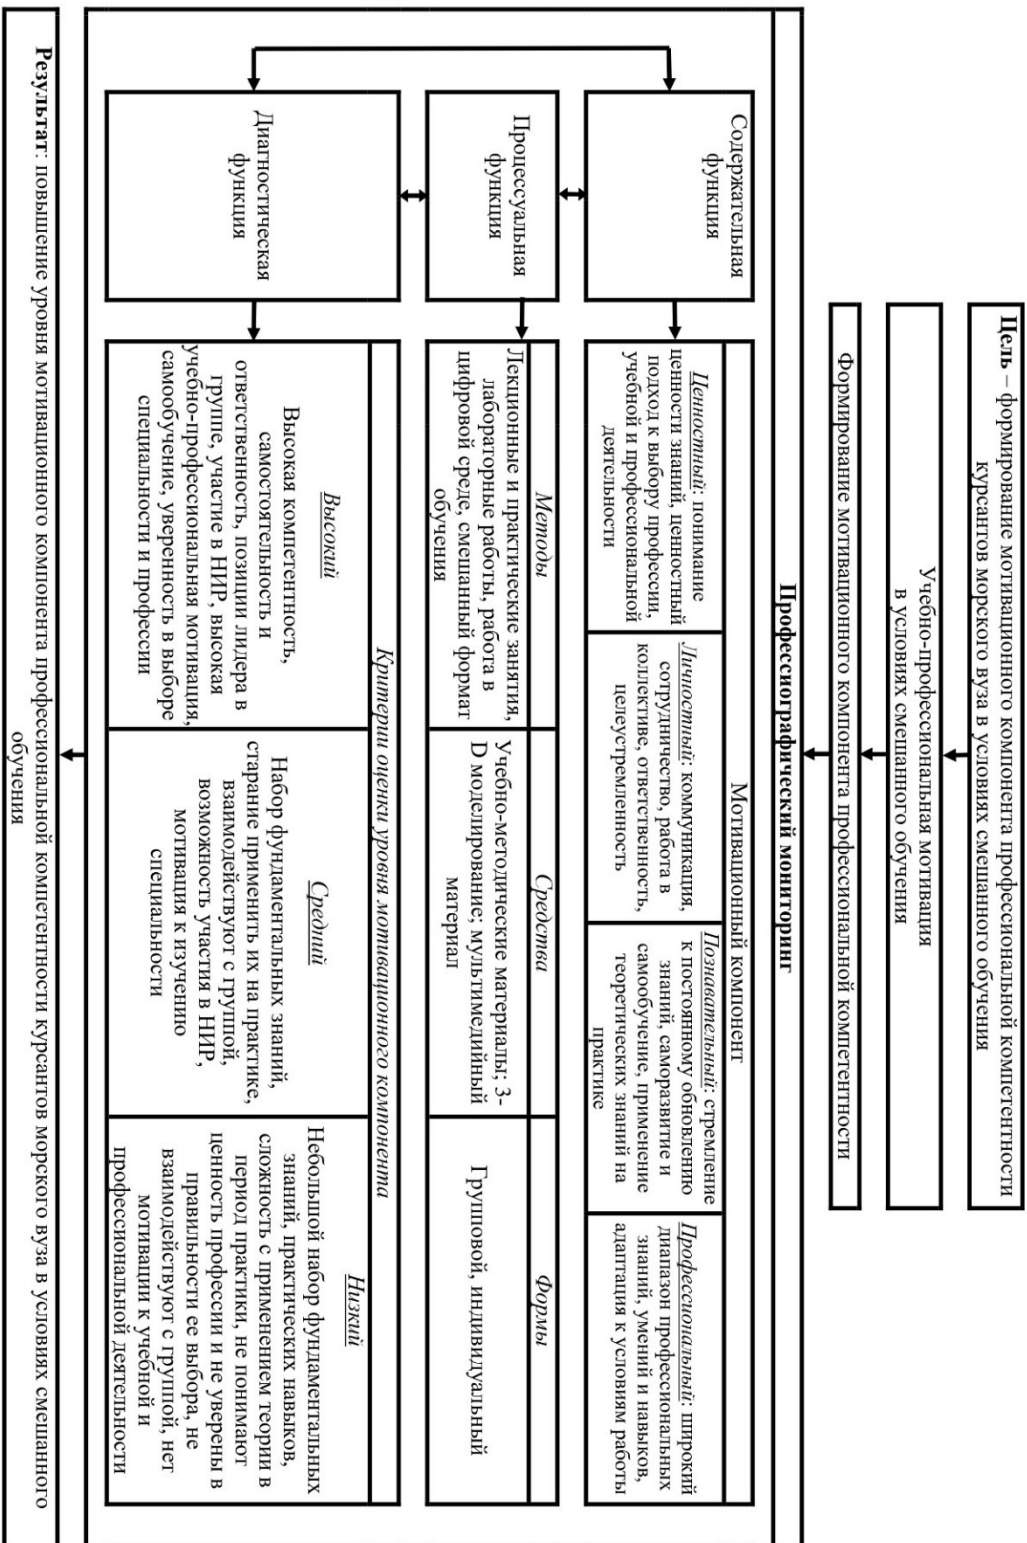 Цель – формирование мотивационного компонента профессиональной компетентности
курсантов морского вуза в условиях смешанного обучения
Учебно-профессиональная мотивация
в условиях смешанного обучения
Формирование мотивационного компонента профессиональной компетентности
Профессиографический мониторинг
Содержательная
функция
Мотивационный компонент
Ценностный: понимание
ценности знаний, ценностный
подход к выбору профессии,
учебной и профессиональной
деятельности
Личностный: коммуникация,
сотрудничество, работа в
коллективе, ответственность,
целеустремленность
Познавательный: стремление
к постоянному обновлению
знаний, саморазвитие и
самообучение, применение
теоретических знаний на
практике
Профессиональный: широкий
диапазон профессиональных
знаний, умений и навыков,
адаптация к условиям работы
Процессуальная
функция
Методы
Лекционные и практические занятия,
лабораторные работы, работа в
цифровой среде, смешанный формат
обучения
Средства
Учебно-методические материалы; 3-
D моделирование; мультимедийный
материал
Формы
Групповой, индивидуальный
Диагностическая
функция
Критерии оценки уровня мотивационного компонента
Высокий
Высокая компетентность,
самостоятельность и
ответственность, позиции лидера в
группе, участие в НИР, высокая
учебно-профессиональная мотивация,
самообучение, уверенность в выборе
специальности и профессии
Средний
Набор фундаментальных знаний,
старание применить их на практике,
взаимодействуют с группой,
возможность участия в НИР,
мотивация к изучению
специальности
Низкий
Небольшой набор фундаментальных
знаний, практических навыков,
сложность с применением теории в
период практики, не понимают
ценность профессии и не уверены в
правильности ее выбора, не
взаимодействуют с группой, нет
мотивации к учебной и
профессиональной деятельности
Результат: повышение уровня мотивационного компонента профессиональной компетентности курсантов морского вуза в условиях смешанного
обучения